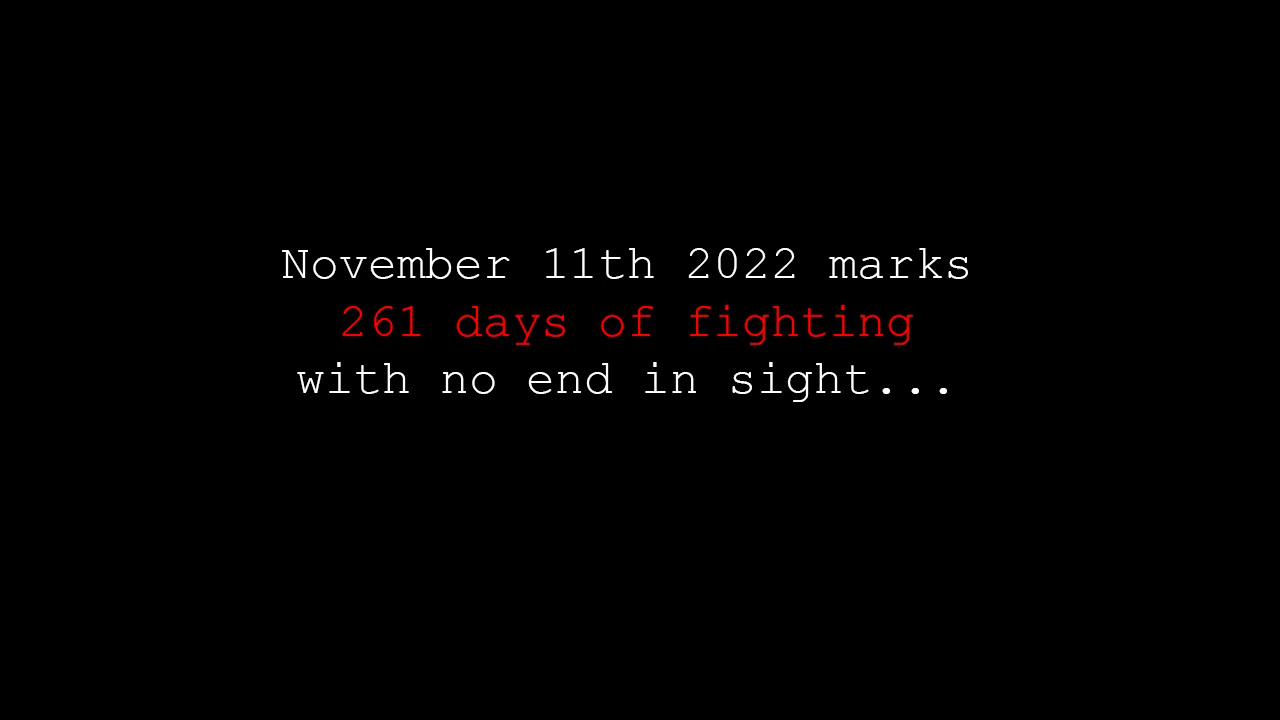 November 11th 2022 marks
261 days of fighting
with no end in sight...